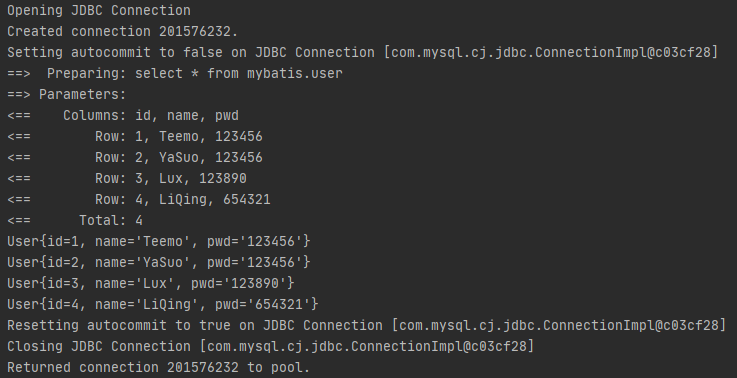 Opening JDBC Connection
Created connection 201576232.
Setting autocommit to false on JDBC Connection [com.mysql.cj.jdbc.ConnectionImpl@c03cf28]
==>  Preparing: select * from mybatis.user
==> Parameters:
<==    Columns: id, name, pwd
<==        Row: 1, Teemo, 123456
<==        Row: 2, YaSuo, 123456
<==        Row: 3, Lux, 123890
<==        Row: 4, LiQing, 654321
<==      Total: 4
User{id=1, name='Teemo', pwd='123456'}
User{id=2, name='YaSuo', pwd='123456'}
User{id=3, name='Lux', pwd='123890'}
User{id=4, name='LiQing', pwd='654321'}
Resetting autocommit to true on JDBC Connection [com.mysql.cj.jdbc.ConnectionImpl@c03cf28]
Closing JDBC Connection [com.mysql.cj.jdbc.ConnectionImpl@c03cf28]
Returned connection 201576232 to pool.